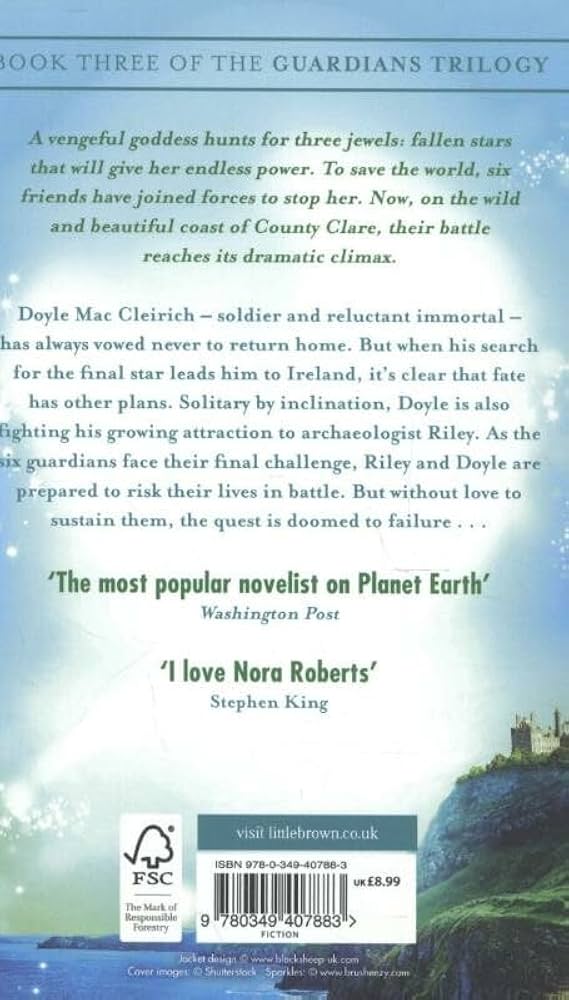 BOOK THREE OF THE GUARDIANS TRILOGY
A vengeful goddess hunts for three jewels: fallen stars
that will give her endless power. To save the world, six
friends have joined forces to stop her. Now, on the wild
and beautiful coast of County Clare, their battle
reaches its dramatic climax.
Doyle Mac Cleirich – soldier and reluctant immortal –
has always vowed never to return home. But when his search
for the final star leads him to Ireland, it's clear that fate
has other plans. Solitary by inclination, Doyle is also
fighting his growing attraction to archaeologist Riley. As the
six guardians face their final challenge, Riley and Doyle are
prepared to risk their lives in battle. But without love to
sustain them, the quest is doomed to failure . . .
'The most popular novelist on Planet Earth'
Washington Post
'I love Nora Roberts'
Stephen King
visit littlebrown.co.uk
ISBN 978-0-349-40788-3
UK £8.99
9 780349 407883 >
FICTION
FSC
The Mark of
Responsible
Forestry
Jacket design © www.blacksheep-uk.com
Cover images: © Shutterstock Sparkles: © www.brusheezy.com